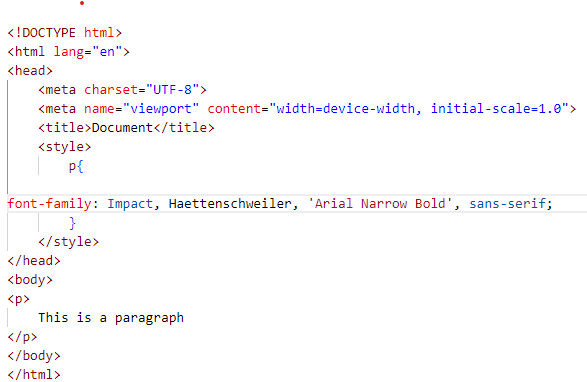 <!DOCTYPE html>
<html lang="en">
<head>
    <meta charset="UTF-8">
    <meta name="viewport" content="width=device-width, initial-scale=1.0">
    <title>Document</title>
    <style>
        p{

font-family: Impact, Haettenschweiler, 'Arial Narrow Bold', sans-serif;
        }
    </style>
</head>
<body>
<p>
    This is a paragraph
</p>
</body>
</html>